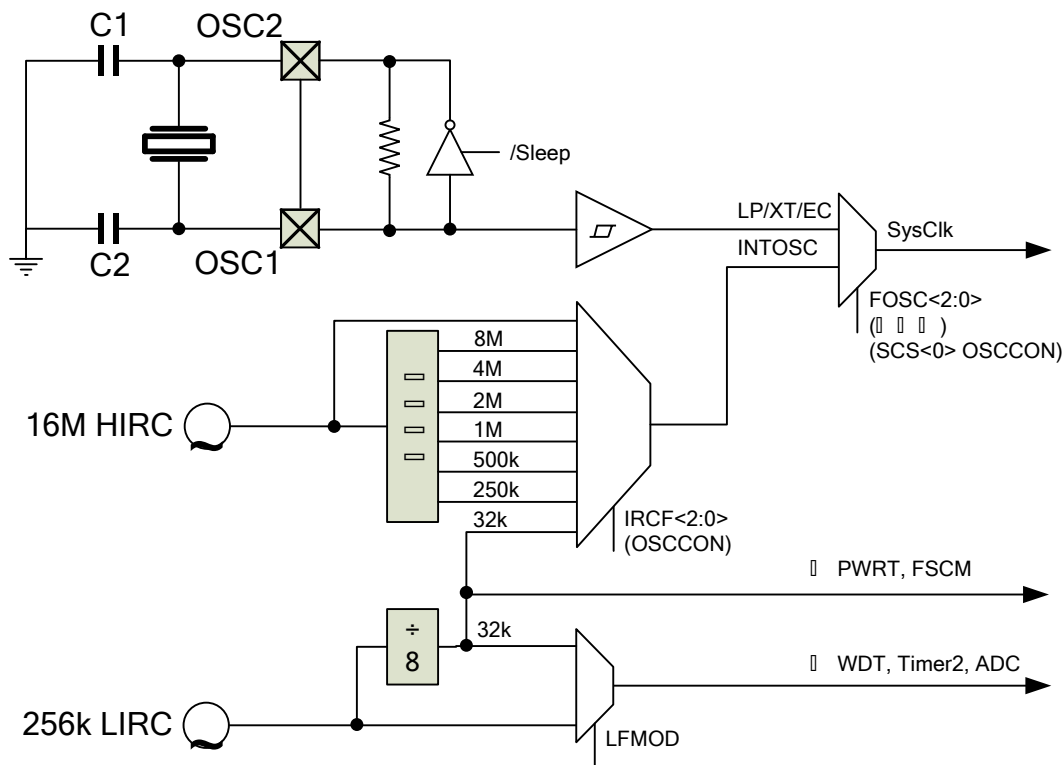 C1
OSC2
/Sleep
C2
OSC1
LP/XT/EC
INTOSC
SysClk
FOSC<2:0>
(SCS<0> OSCCON)
16M HIRC
8M
4M
2M
1M
500k
250k
32k
IRCF<2:0>
(OSCCON)
PWRT, FSCM
÷
8
32k
WDT, Timer2, ADC
256k LIRC
LFMOD